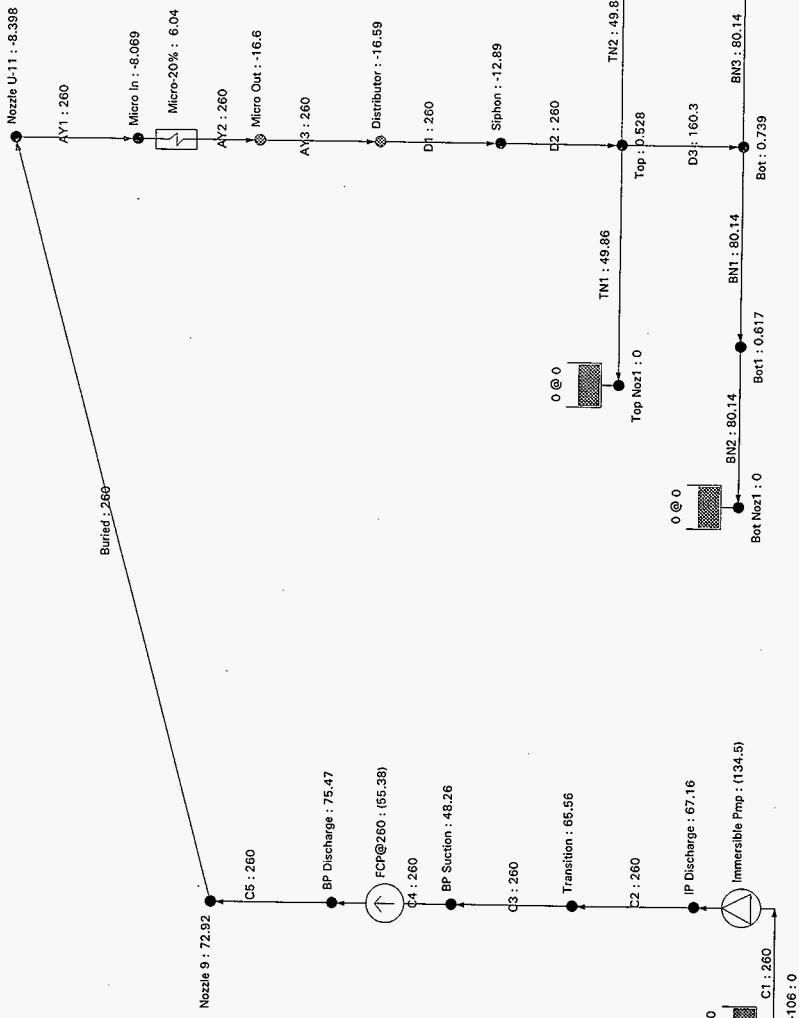 Nozzle U-11 : -8.398
AY1 : 260
Micro In : -8.069
Micro-20% : 6.04
AY2 : 260
Micro Out : -16.6
AY3 : 260
Distributor : -16.59
D1 : 260
Siphon : -12.89
D2 : 260
TN2 : 49.8
Top : 0.528
D3 : 160.3
BN3 : 80.14
Bot : 0.739
TN1 : 49.86
BN1 : 80.14
0 @ 0
Top Noz1 : 0
Bot1 : 0.617
BN2 : 80.14
0 @ 0
Bot Noz1 : 0
Buried : 260
Nozzle 9 : 72.92
C5 : 260
BP Discharge : 75.47
FCP@260 : (55.38)
C4 : 260
BP Suction : 48.26
C3 : 260
Transition : 65.56
C2 : 260
IP Discharge : 67.16
Immersible Pmp : (134.5)
C1 : 260
0
-106 : 0